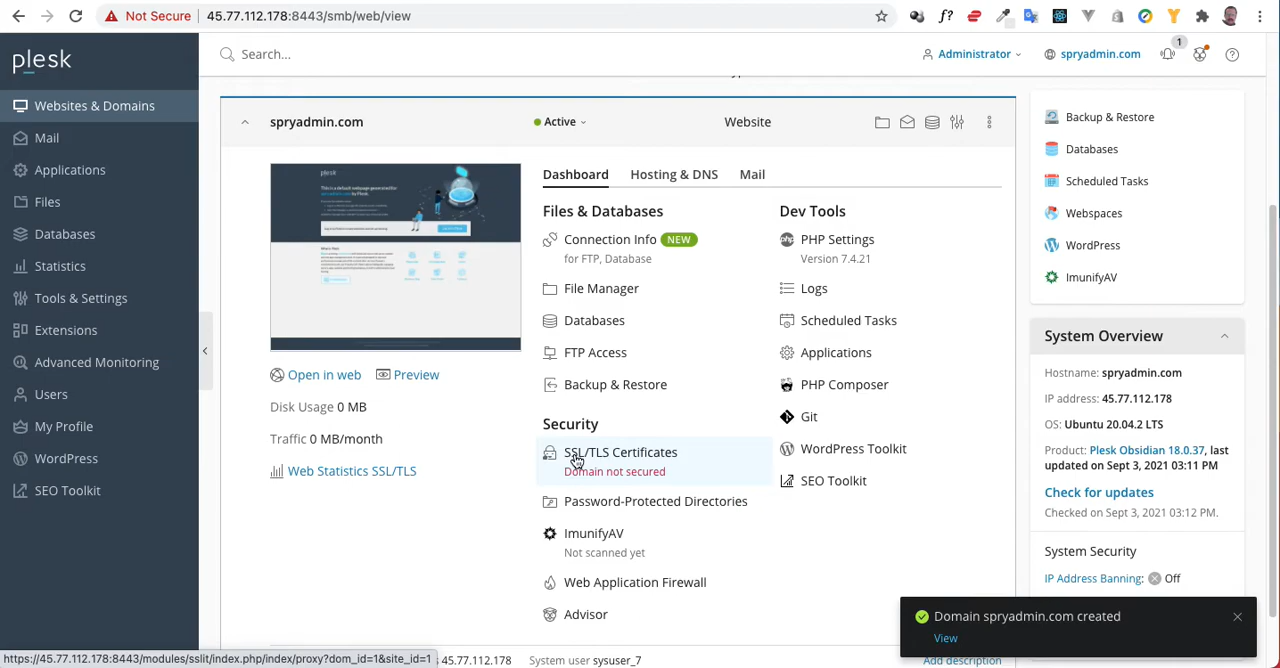 Not Secure
45.77.112.178:8443/smb/web/view
plesk
Search...
Administrator
spryadmin.com
1
Websites & Domains
Mail
Applications
Files
Databases
Statistics
Tools & Settings
Extensions
Advanced Monitoring
Users
My Profile
WordPress
SEO Toolkit
spryadmin.com
Active
Website
Dashboard
Hosting & DNS
Mail
Files & Databases
Connection Info NEW
for FTP, Database
File Manager
Databases
FTP Access
Backup & Restore
Security
SSL/TLS Certificates
Domain not secured
Password-Protected Directories
ImunifyAV
Not scanned yet
Web Application Firewall
Advisor
Dev Tools
PHP Settings
Version 7.4.21
Logs
Scheduled Tasks
Applications
PHP Composer
Git
WordPress Toolkit
SEO Toolkit
plesk
Open in web
Preview
Disk Usage 0 MB
Traffic 0 MB/month
Web Statistics SSL/TLS
Backup & Restore
Databases
Scheduled Tasks
Webspaces
WordPress
ImunifyAV
System Overview
Hostname: spryadmin.com
IP address: 45.77.112.178
OS: Ubuntu 20.04.2 LTS
Product: Plesk Obsidian 18.0.37, last
updated on Sept 3, 2021 03:11 PM
Check for updates
Checked on Sept 3, 2021 03:12 PM.
System Security
IP Address Banning: Off
Domain spryadmin.com created
View
https://45.77.112.178:8443/modules/sslit/index.php/index/proxy?dom_id=1&site_id=1
45.77.112.178
System user sysuser_7
Add description